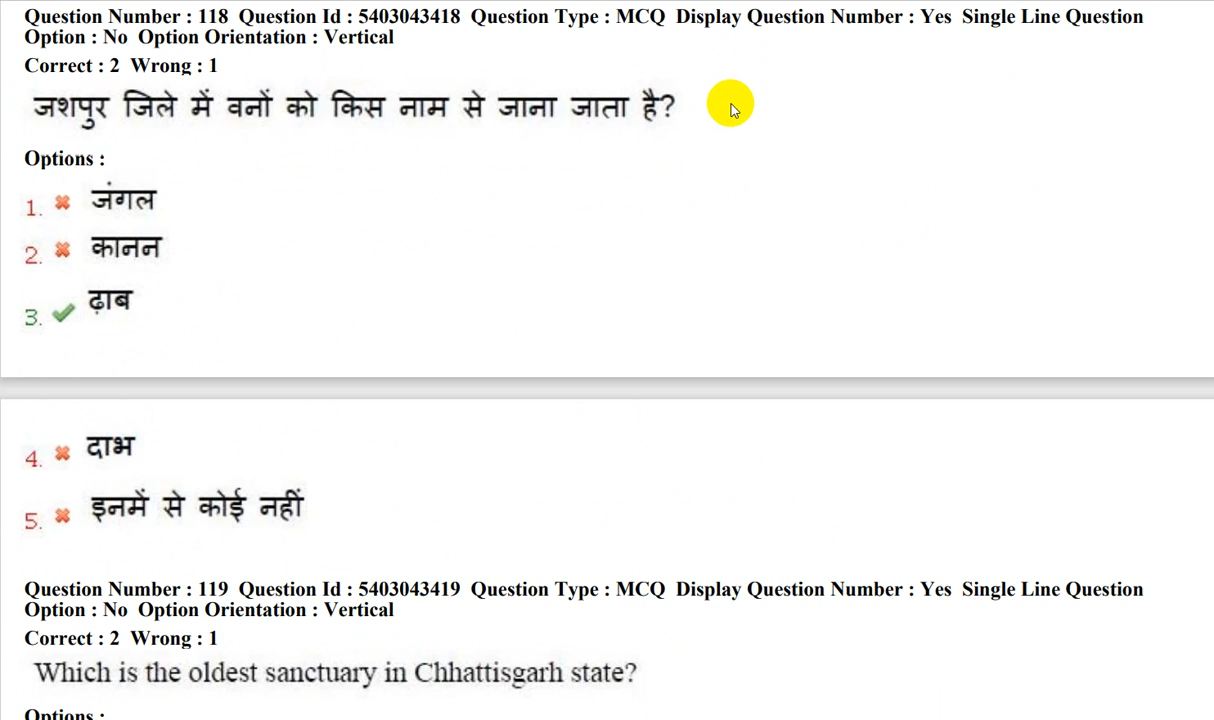 Question Number : 118 Question Id : 5403043418 Question Type : MCQ Display Question Number : Yes Single Line Question
Option : No Option Orientation : Vertical
Correct : 2 Wrong : 1
जशपुर जिले में वनों को किस नाम से जाना जाता है?
Options :
1. जंगल
2. कानन
3. ढ़ाब
4. दाभ
5. इनमें से कोई नहीं
Question Number : 119 Question Id : 5403043419 Question Type : MCQ Display Question Number : Yes Single Line Question
Option : No Option Orientation : Vertical
Correct : 2 Wrong : 1
Which is the oldest sanctuary in Chhattisgarh state?
Options :